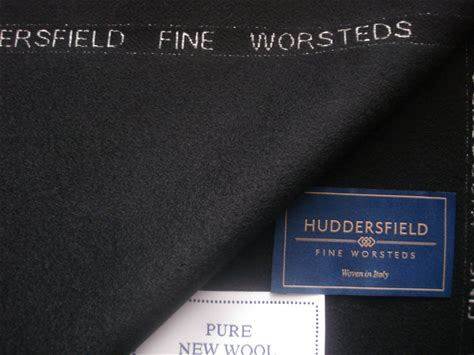 DERSFIELD FINE WORSTEDS
HUDDERSFIELD
FINE WORSTEDS
Woven in Italy
PURE
NEW WOOL